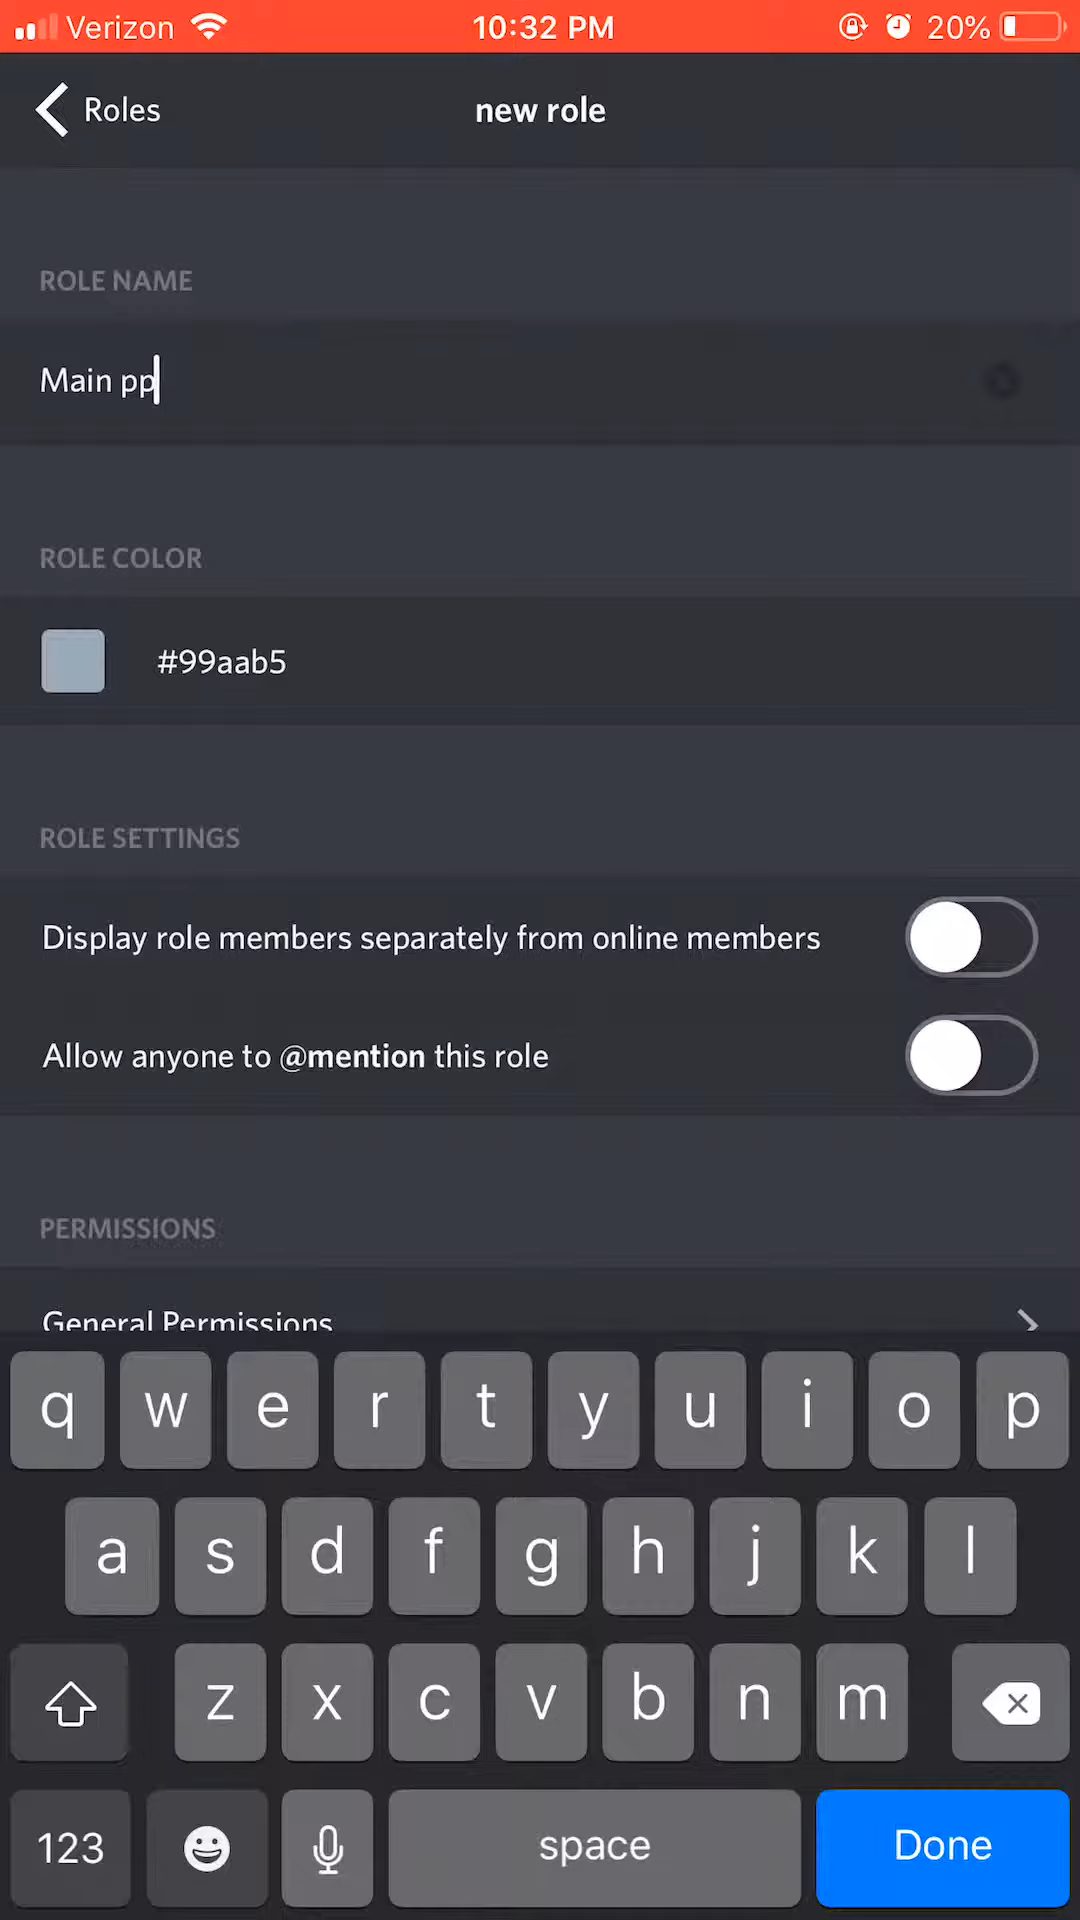 Verizon 10:32 PM 20%
Roles new role
ROLE NAME
Main pp
ROLE COLOR
#99aab5
ROLE SETTINGS
Display role members separately from online members
Allow anyone to @mention this role
PERMISSIONS
General Permissions
q w e r t y u i o p
a s d f g h j k l
z x c v b n m
123 space Done